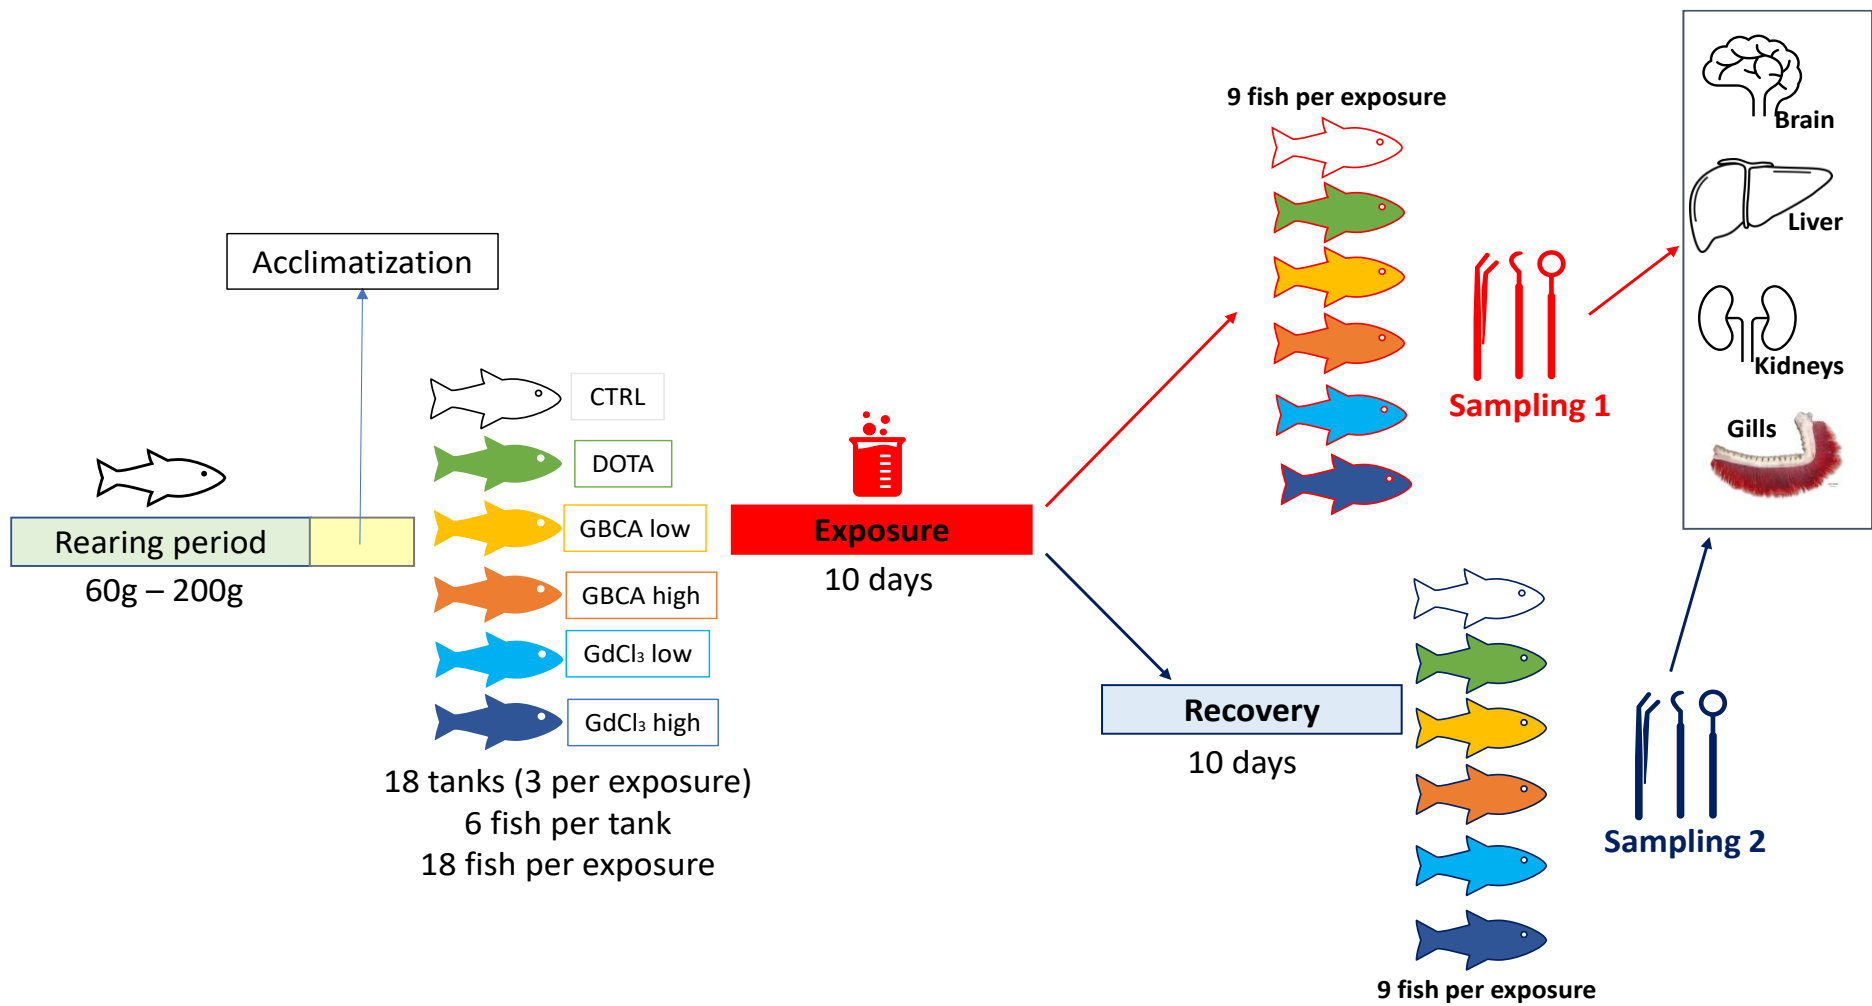 Acclimatization
Rearing period
60g – 200g
CTRL
DOTA
GBCA low
GBCA high
GdCl₃ low
GdCl₃ high
18 tanks (3 per exposure)
6 fish per tank
18 fish per exposure
Exposure
10 days
9 fish per exposure
Sampling 1
Recovery
10 days
9 fish per exposure
Sampling 2
Brain
Liver
Kidneys
Gills